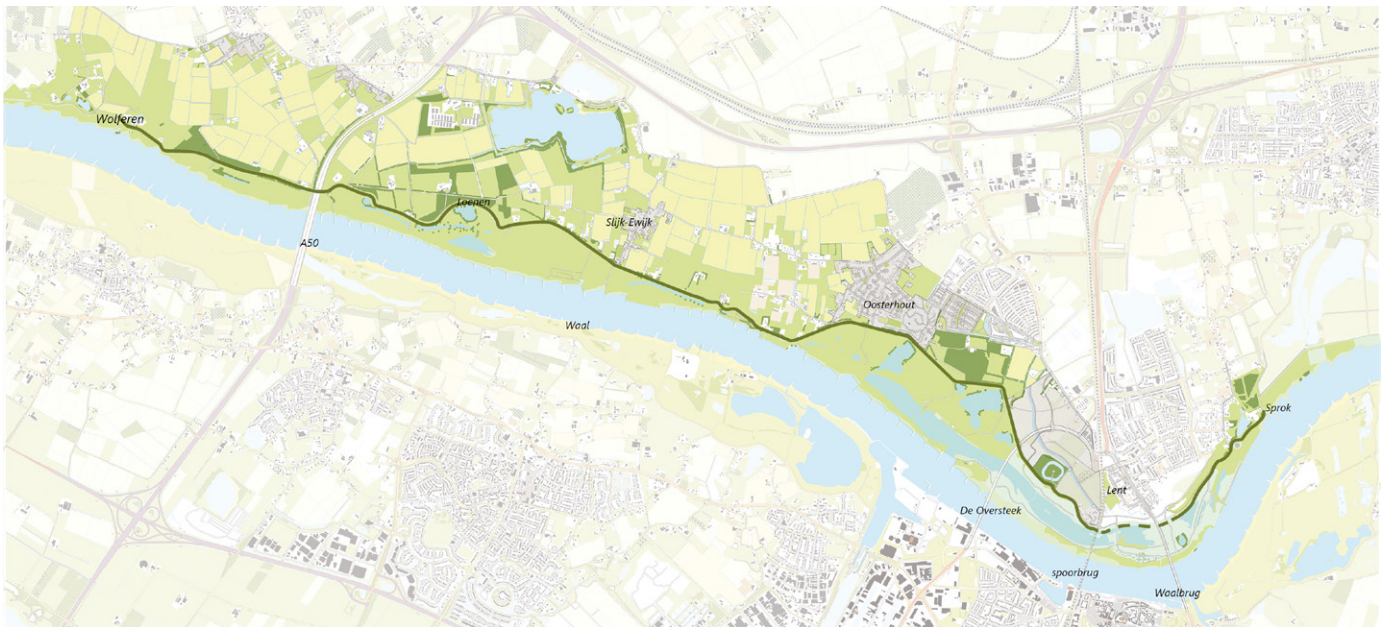 Wolferen
Loenen
Slijk-Ewijk
A50
Oosterhout
Waal
Sprok
Lent
De Oversteek
spoorbrug
Waalbrug